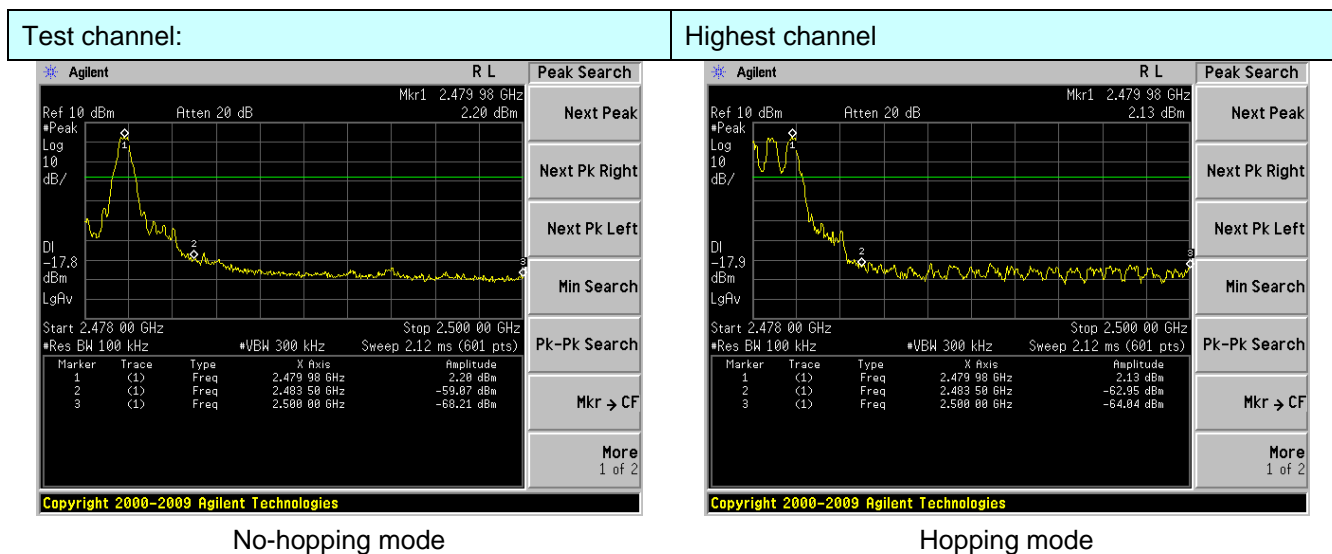 Test channel: Highest channel
Agilent R L Peak Search
Mkr1 2.479 98 GHz
Ref 10 dBm Atten 20 dB 2.20 dBm
#Peak
Log
10
dB/
1
2
3
DI
-17.8
dBm
LgAv
Start 2.478 00 GHz Stop 2.500 00 GHz
#Res BW 100 kHz #VBW 300 kHz Sweep 2.12 ms (601 pts)
Marker Trace Type X Axis Amplitude
1 (1) Freq 2.479 98 GHz 2.20 dBm
2 (1) Freq 2.483 50 GHz -59.07 dBm
3 (1) Freq 2.500 00 GHz -68.21 dBm
Next Peak
Next Pk Right
Next Pk Left
Min Search
Pk-Pk Search
Mkr → CF
More
1 of 2
Copyright 2000-2009 Agilent Technologies
No-hopping mode
Agilent R L Peak Search
Mkr1 2.479 98 GHz
Ref 10 dBm Atten 20 dB 2.13 dBm
#Peak
Log
10
dB/
1
2
3
DI
-17.9
dBm
LgAv
Start 2.478 00 GHz Stop 2.500 00 GHz
#Res BW 100 kHz #VBW 300 kHz Sweep 2.12 ms (601 pts)
Marker Trace Type X Axis Amplitude
1 (1) Freq 2.479 98 GHz 2.13 dBm
2 (1) Freq 2.483 50 GHz -62.95 dBm
3 (1) Freq 2.500 00 GHz -64.04 dBm
Next Peak
Next Pk Right
Next Pk Left
Min Search
Pk-Pk Search
Mkr → CF
More
1 of 2
Copyright 2000-2009 Agilent Technologies
Hopping mode